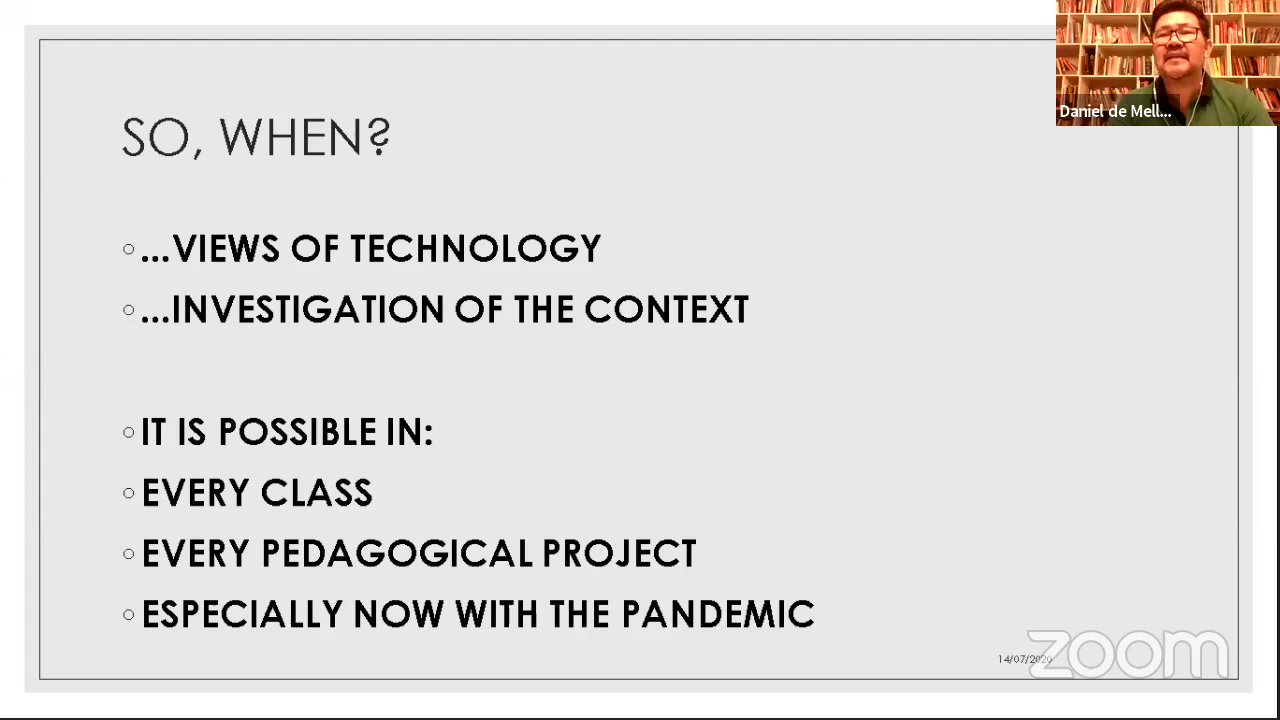 Daniel de Mell...
SO, WHEN?
...VIEWS OF TECHNOLOGY
...INVESTIGATION OF THE CONTEXT
IT IS POSSIBLE IN:
EVERY CLASS
EVERY PEDAGOGICAL PROJECT
ESPECIALLY NOW WITH THE PANDEMIC
14/07/2020
zoom